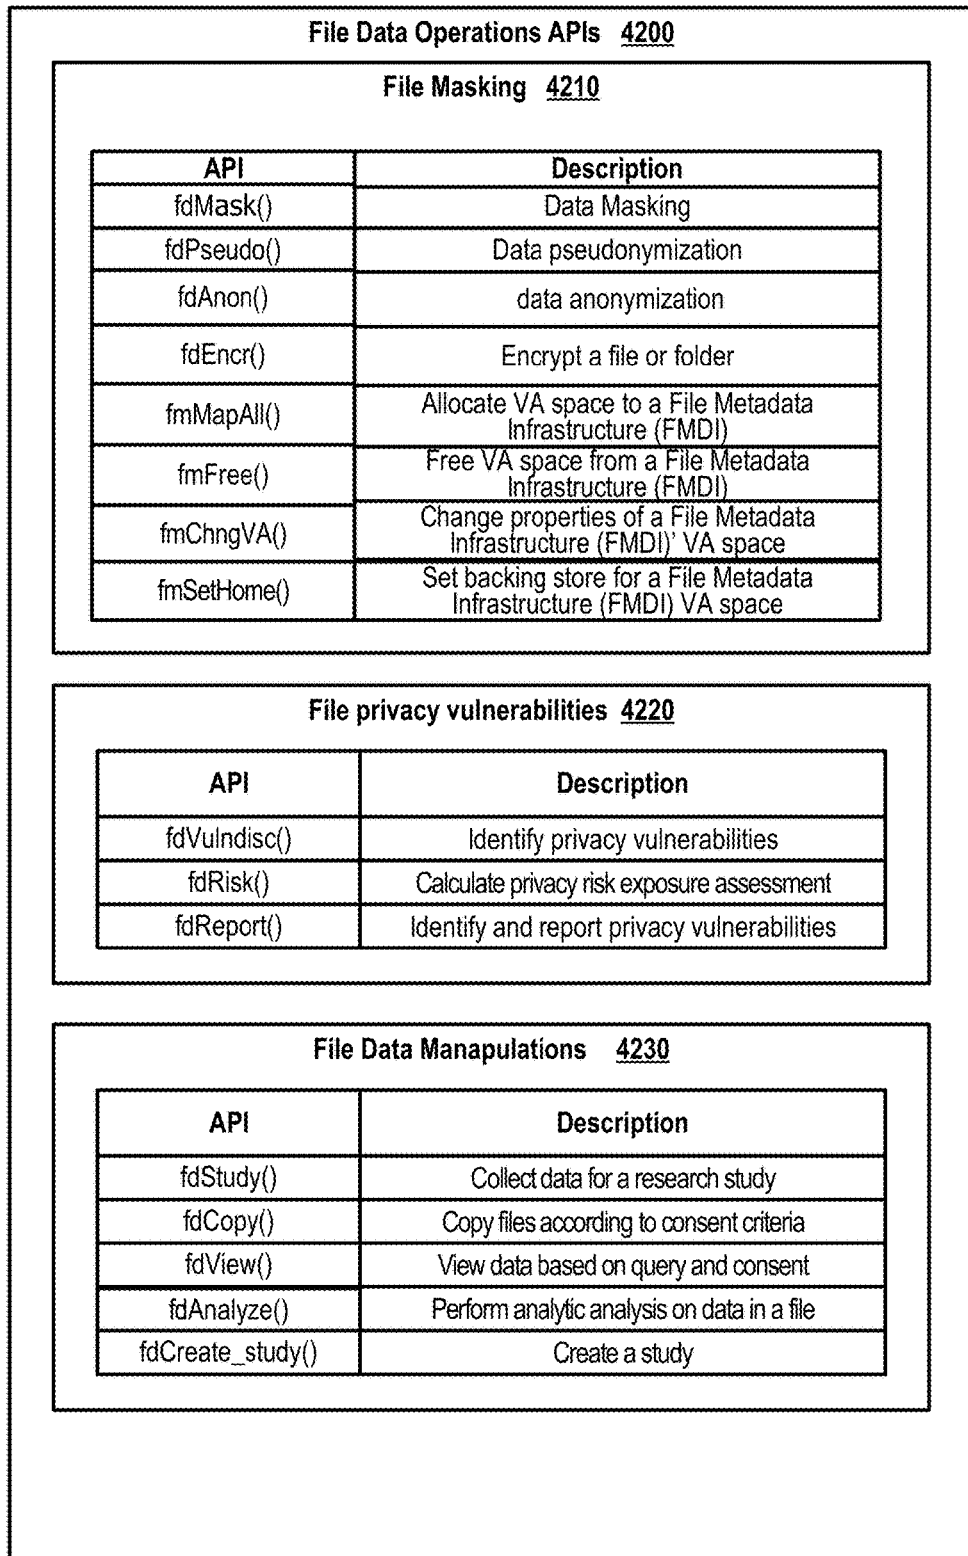 File Data Operations APIs 4200
File Masking 4210
API Description
fdMask() Data Masking
fdPseudo() Data pseudonymization
fdAnon() data anonymization
fdEncr() Encrypt a file or folder
fmMapAll() Allocate VA space to a File Metadata
Infrastructure (FMDI)
fmFree() Free VA space from a File Metadata
Infrastructure (FMDI)
fmChngVA() Change properties of a File Metadata
Infrastructure (FMDI)' VA space
fmSetHome() Set backing store for a File Metadata
Infrastructure (FMDI) VA space
File privacy vulnerabilities 4220
API Description
fdVulndisc() Identify privacy vulnerabilities
fdRisk() Calculate privacy risk exposure assessment
fdReport() Identify and report privacy vulnerabilities
File Data Manapulations 4230
API Description
fdStudy() Collect data for a research study
fdCopy() Copy files according to consent criteria
fdView() View data based on query and consent
fdAnalyze() Perform analytic analysis on data in a file
fdCreate_study() Create a study